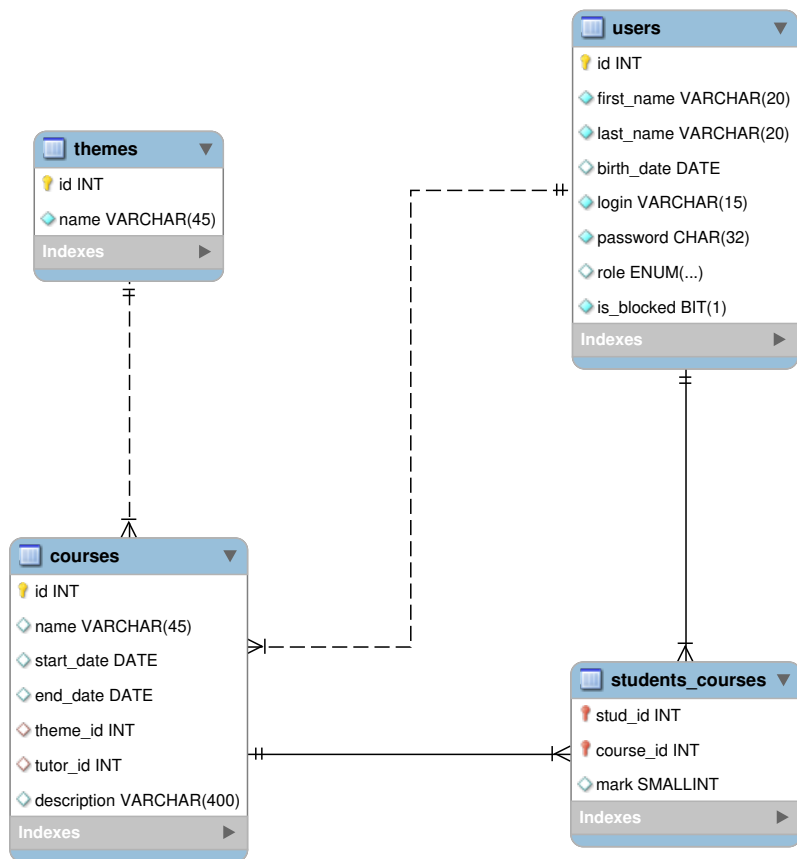 users
id INT
first_name VARCHAR(20)
last_name VARCHAR(20)
birth_date DATE
login VARCHAR(15)
password CHAR(32)
role ENUM(...)
is_blocked BIT(1)
Indexes
themes
id INT
name VARCHAR(45)
Indexes
courses
id INT
name VARCHAR(45)
start_date DATE
end_date DATE
theme_id INT
tutor_id INT
description VARCHAR(400)
Indexes
students_courses
stud_id INT
course_id INT
mark SMALLINT
Indexes